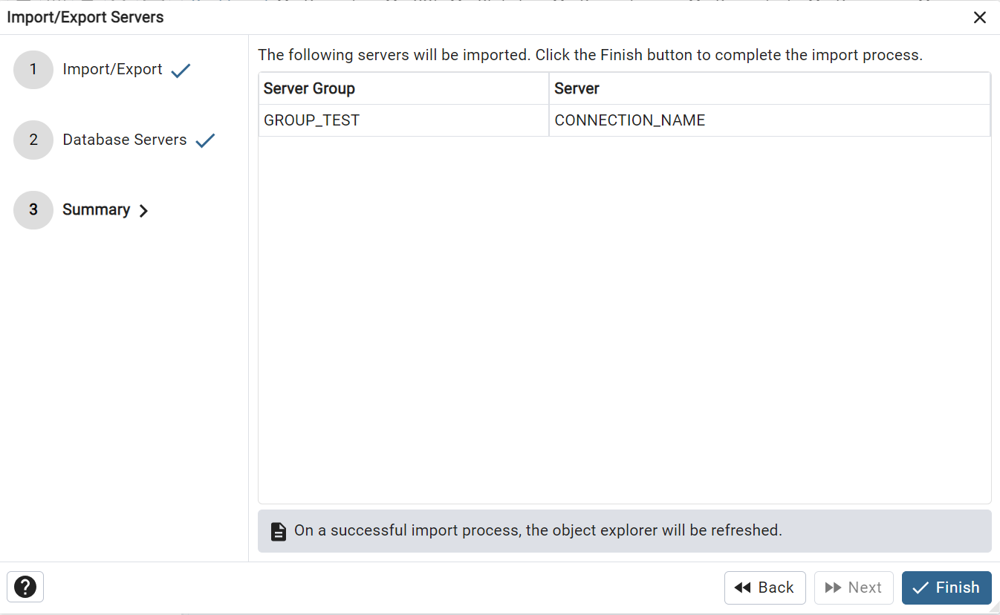 Import/Export Servers
1 Import/Export
2 Database Servers
3 Summary
The following servers will be imported. Click the Finish button to complete the import process.
Server Group Server
GROUP_TEST CONNECTION_NAME
On a successful import process, the object explorer will be refreshed.
? Back Next Finish